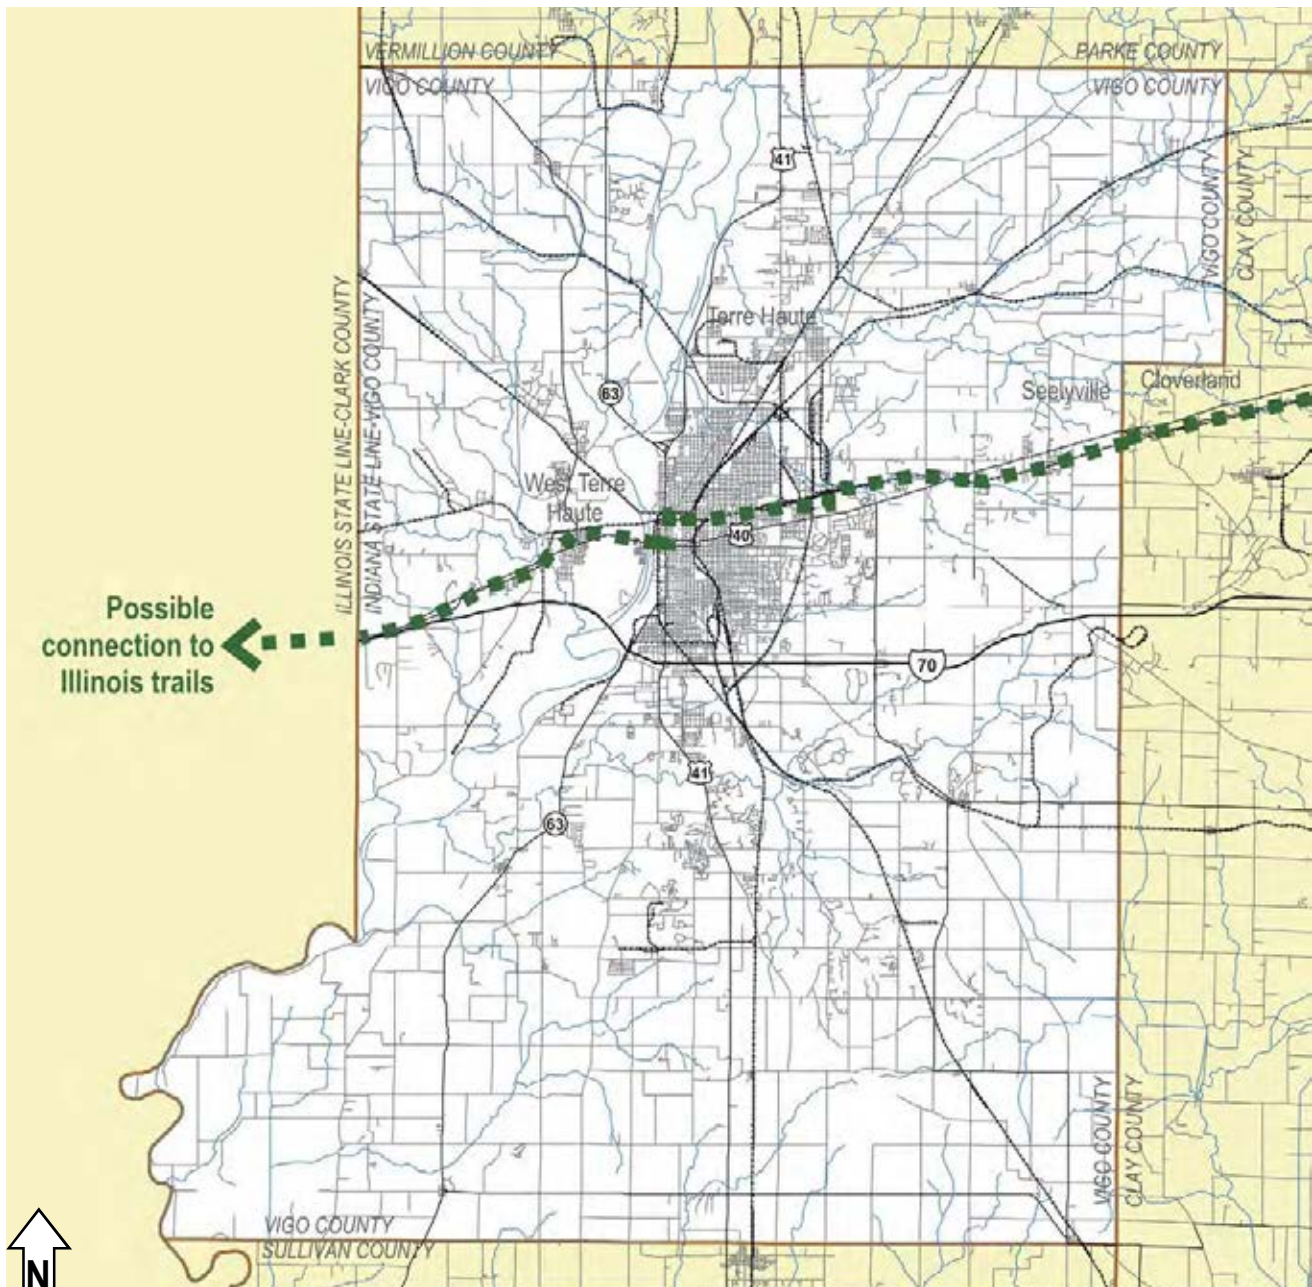 VERMILLION COUNTY
PARKE COUNTY
VIGO COUNTY
VIGO COUNTY
41
VIGO COUNTY
CLAY COUNTY
ILLINOIS STATE LINE-CLARK COUNTY
INDIANA STATE LINE-VIGO COUNTY
Terre Haute
63
Seelyville
Cloverland
West Terre
Haute
40
Possible
connection to
Illinois trails
70
41
63
VIGO COUNTY
CLAY COUNTY
VIGO COUNTY
SULLIVAN COUNTY
N